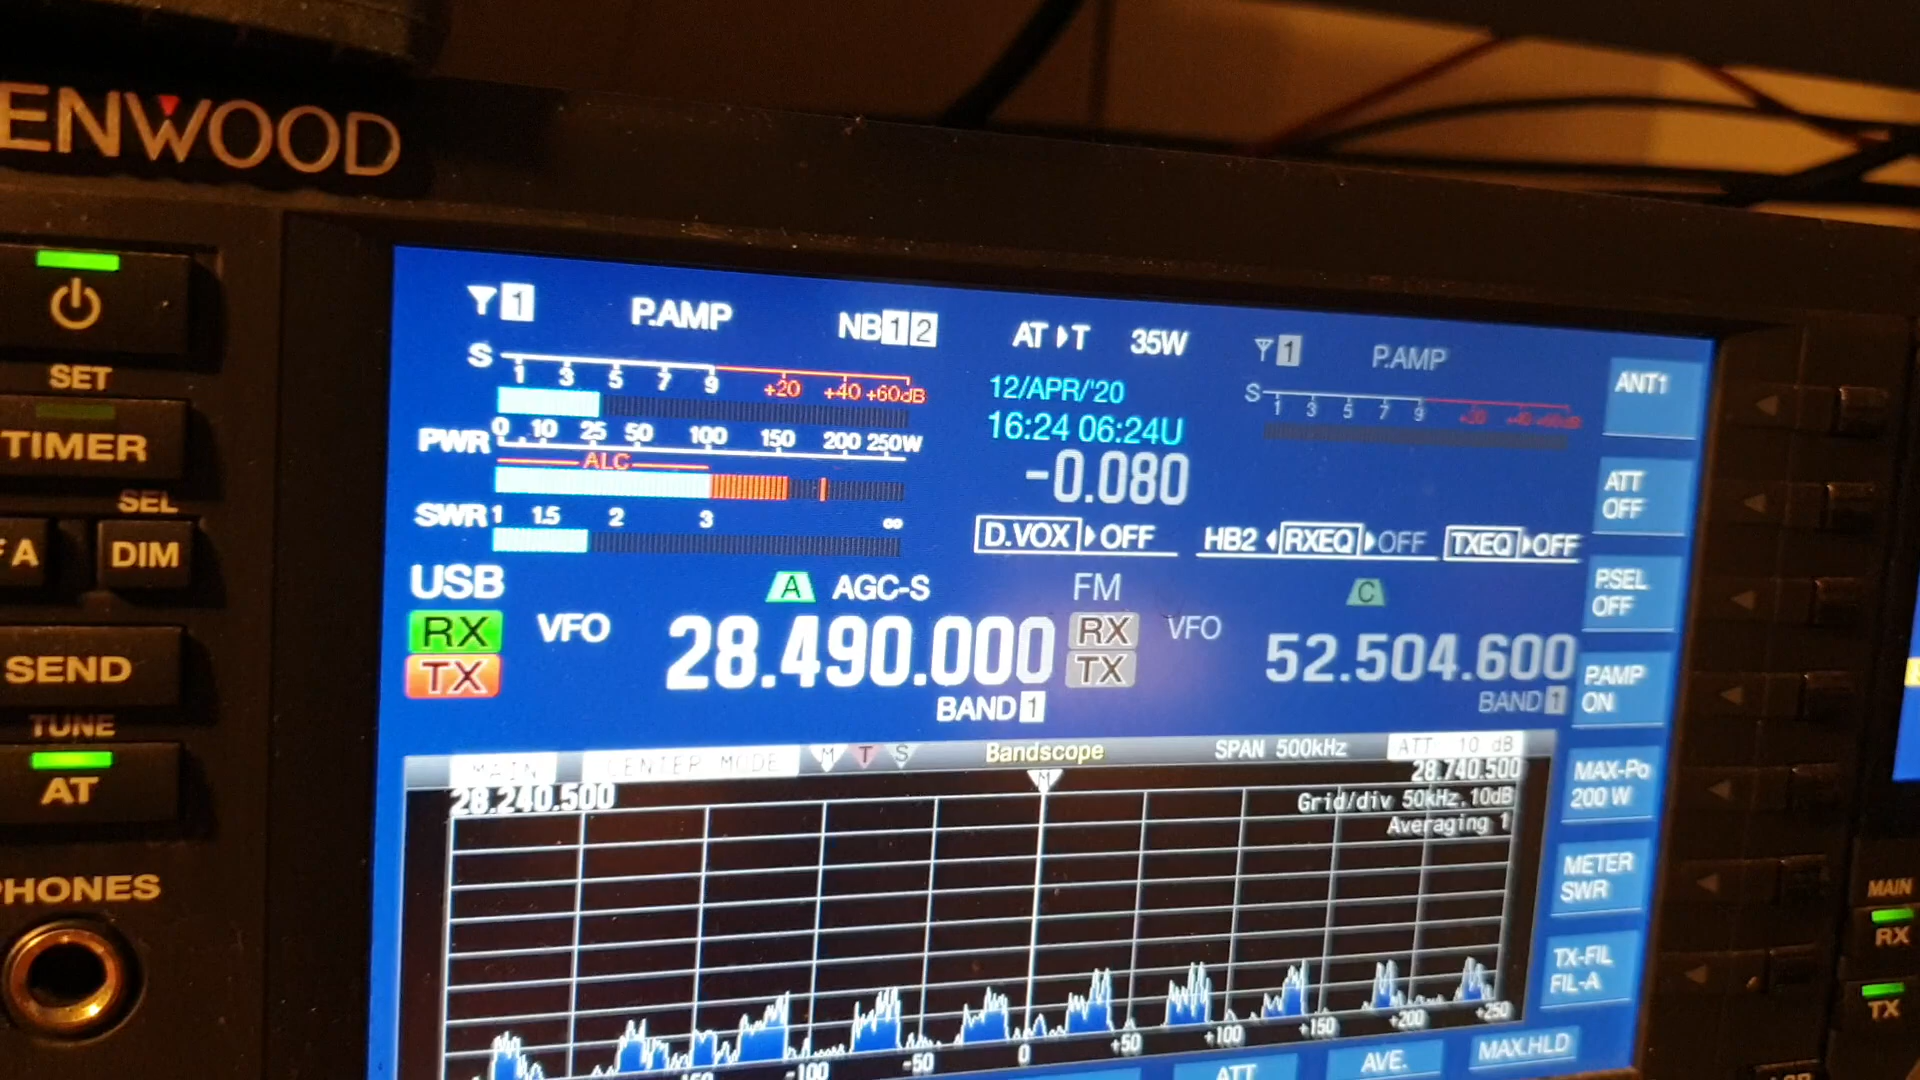 ENWOOD
SET
TIMER
SEL
A
DIM
SEND
TUNE
AT
PHONES
1 P.AMP NB 1 2 AT T 35W
S 1 3 5 7 9 +20 +40 +60dB
PWR 0 10 25 50 100 150 200 250W
ALC
SWR 1 1.5 2 3 ∞
12/APR/'20
16:24 06:24U
-0.080
D.VOX OFF
1 P.AMP
S 1 3 5 7 9 +20 +40 +60dB
HB2 RXEQ OFF TXEQ OFF
USB A AGC-S FM C
RX VFO 28.490.000 RX VFO 52.504.600
TX TX
BAND 1 BAND 1
MAIN CENTER MODE M T S Bandscope SPAN 500kHz ATT 10 dB
28.240.500 M 28.740.500
Grid/div 50kHz,10dB
Averaging 1
-100 -50 0 +50 +100 +150 +200 +250
ATT AVE. MAX.HLD
ANT1
ATT
OFF
P.SEL
OFF
P.AMP
ON
MAX-Po
200 W
METER
SWR
TX-FIL
FIL-A
MAIN
RX
TX